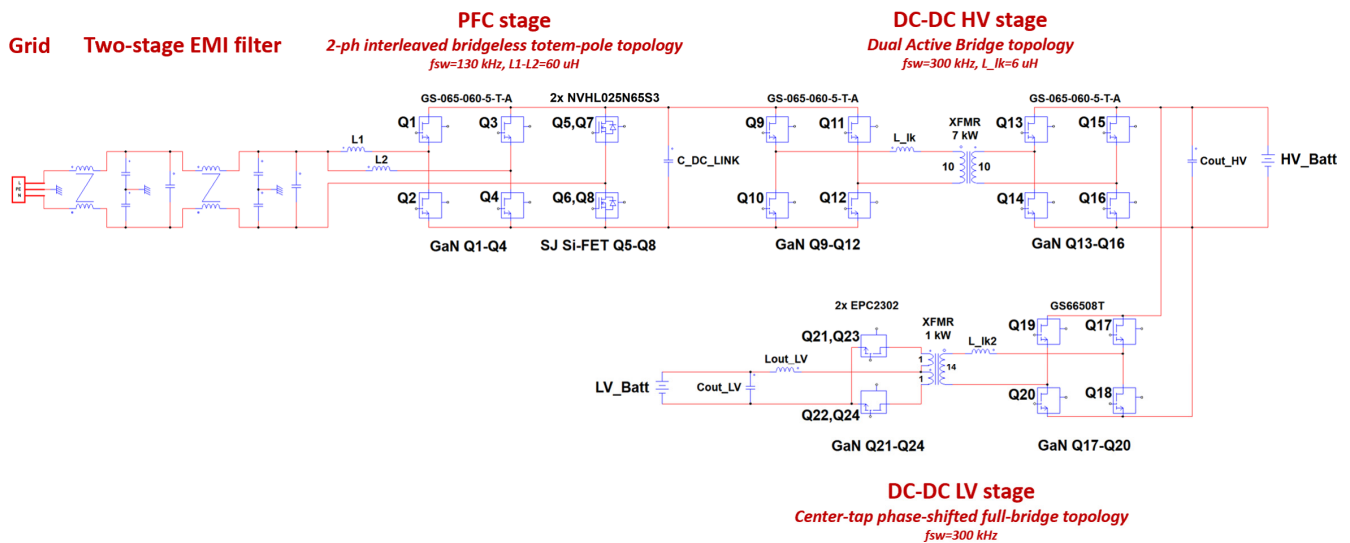 PFC stage
DC-DC HV stage
Grid
Two-stage EMI filter
2-ph interleaved bridgeless totem-pole topology
Dual Active Bridge topology
fsw=130 kHz, L1-L2=60 uH
fsw=300 kHz, L_lk=6 uH
GS-065-060-5-T-A
2x NVHL025N65S3
GS-065-060-5-T-A
GS-065-060-5-T-A
Q1
Q3
Q5,Q7
Q9
Q11
XFMR
7 kW
Q13
Q15
L1
L_lk
L2
C_DC_LINK
10
10
Cout_HV
HV_Batt
L
PE
N
Q2
Q4
Q6,Q8
Q10
Q12
Q14
Q16
GaN Q1-Q4
SJ Si-FET Q5-Q8
GaN Q9-Q12
GaN Q13-Q16
2x EPC2302
GS66508T
XFMR
1 kW
Q21,Q23
Q19
Q17
L_lk2
Lout_LV
1
14
1
LV_Batt
Cout_LV
Q20
Q18
Q22,Q24
GaN Q21-Q24
GaN Q17-Q20
DC-DC LV stage
Center-tap phase-shifted full-bridge topology
fsw=300 kHz